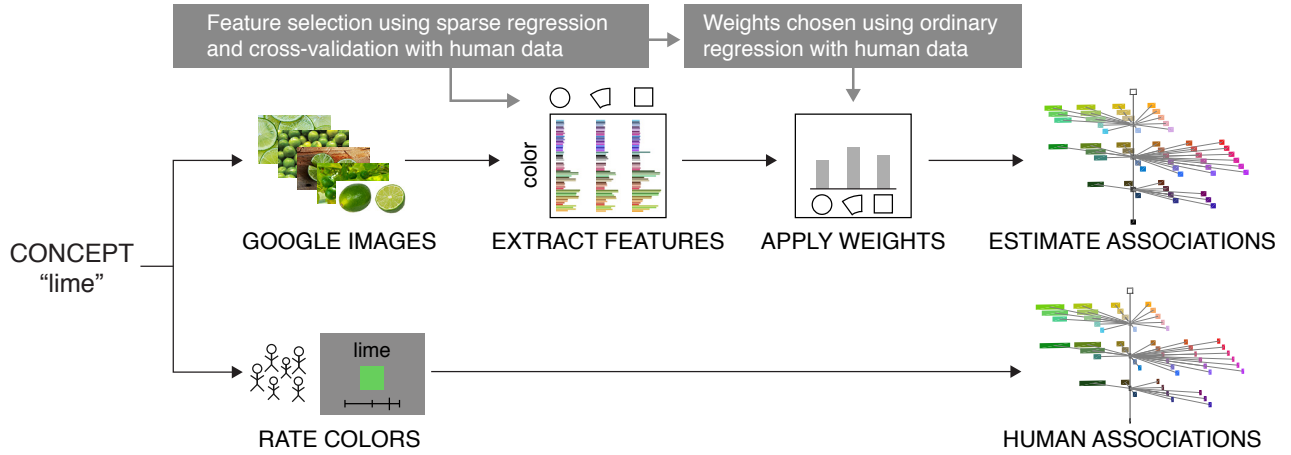 Feature selection using sparse regression
and cross-validation with human data
Weights chosen using ordinary
regression with human data
color
GOOGLE IMAGES
EXTRACT FEATURES
APPLY WEIGHTS
ESTIMATE ASSOCIATIONS
CONCEPT
“lime”
lime
RATE COLORS
HUMAN ASSOCIATIONS